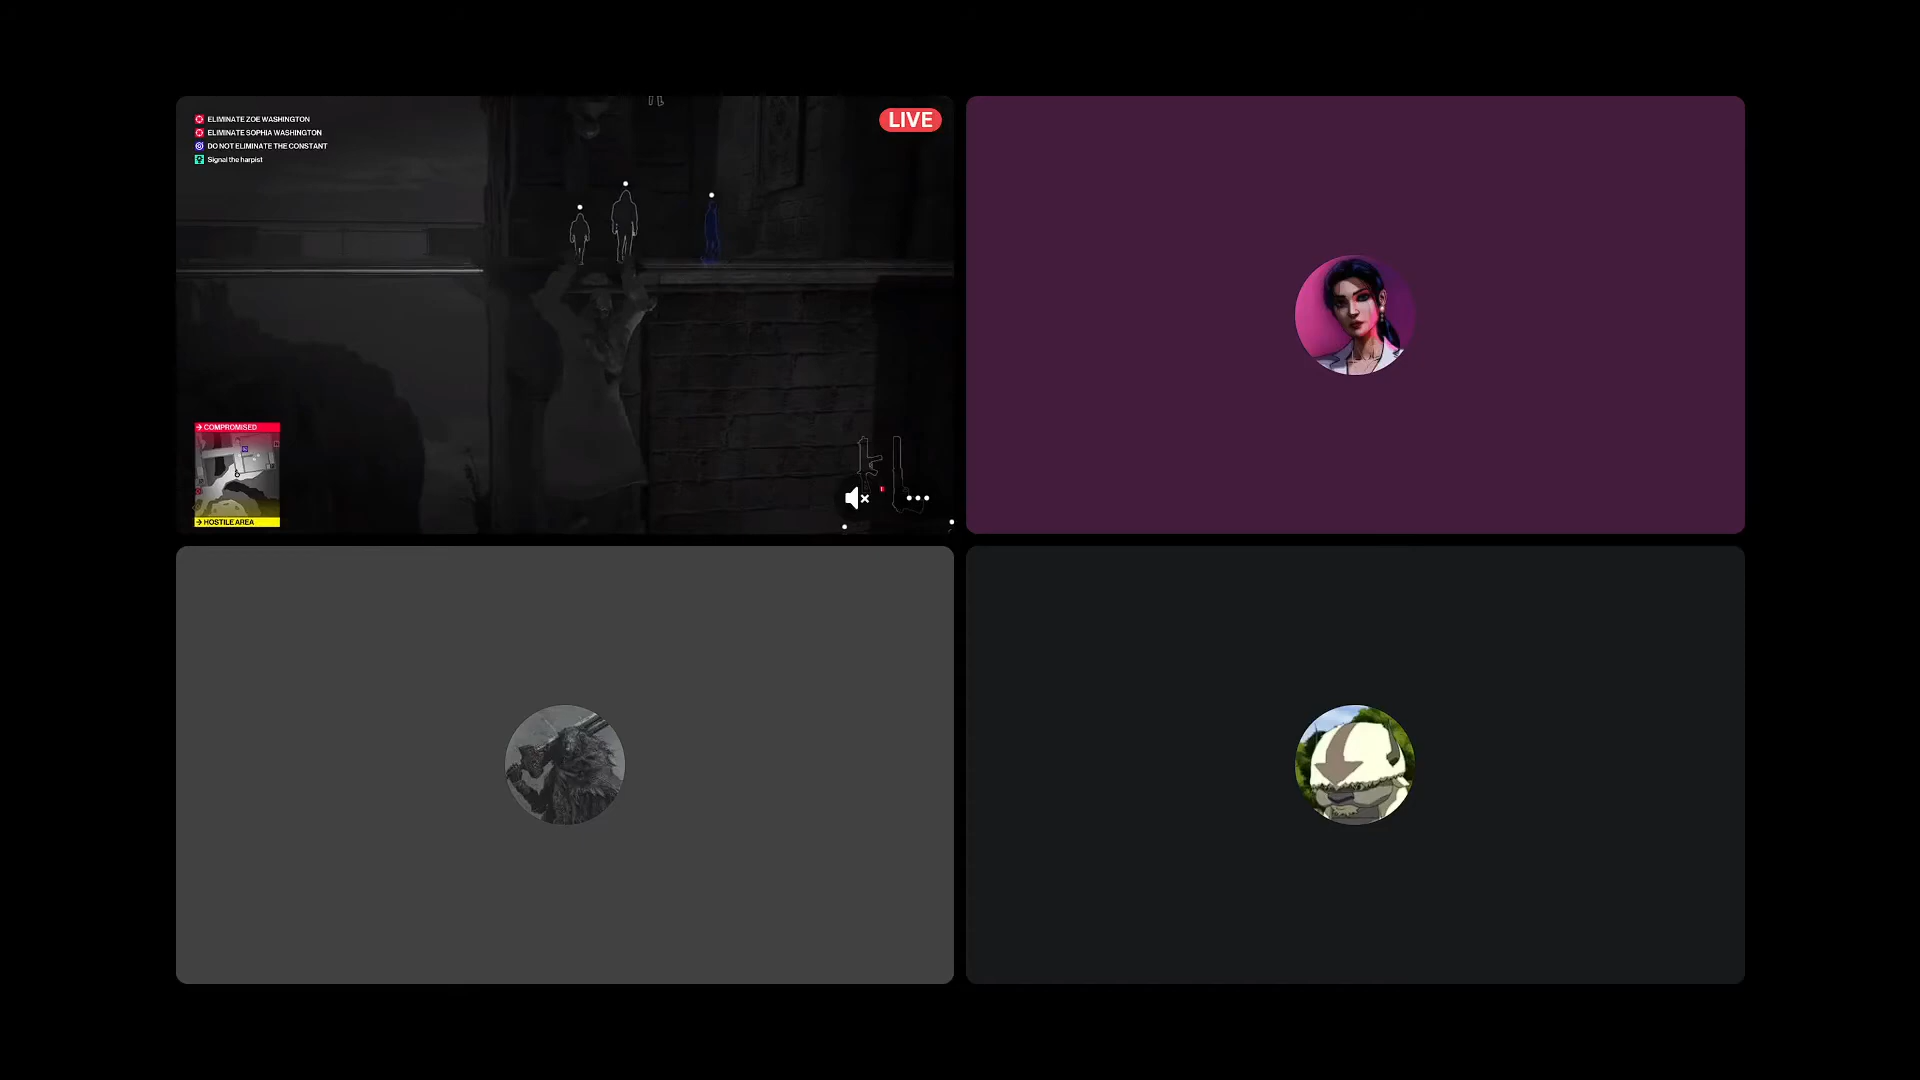 ELIMINATE ZOE WASHINGTON
ELIMINATE SOPHIA WASHINGTON
DO NOT ELIMINATE THE CONSTANT
Signal the harpist
LIVE
COMPROMISED
HOSTILE AREA